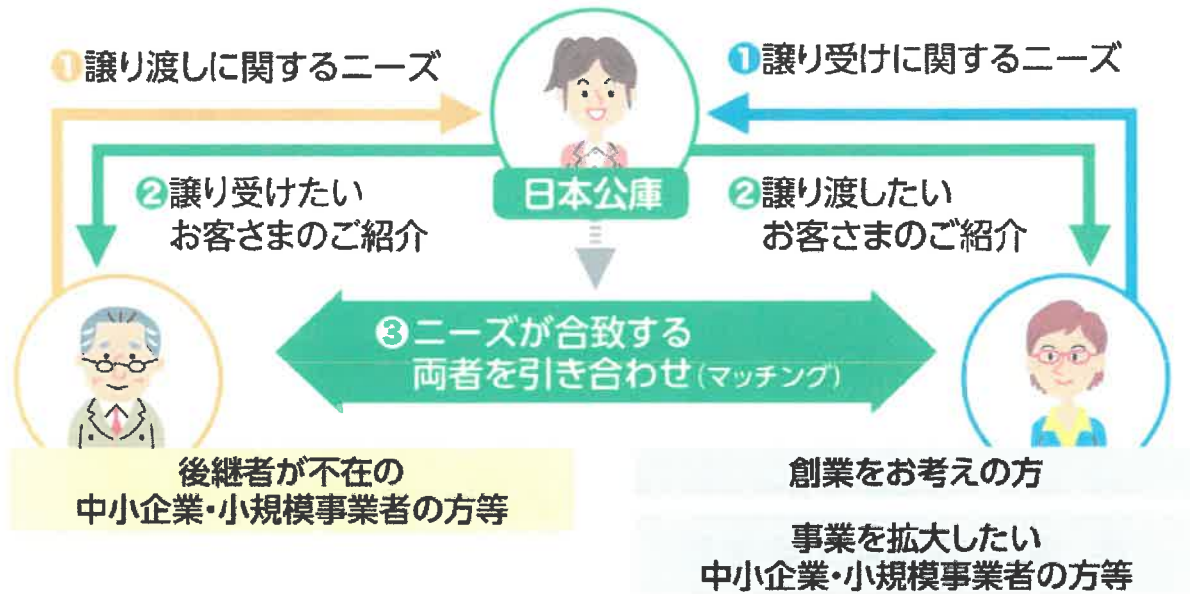 ❶譲り渡しに関するニーズ
❶譲り受けに関するニーズ
日本公庫
❷譲り受けたい
お客さまのご紹介
❷譲り渡したい
お客さまのご紹介
❸ニーズが合致する
両者を引き合わせ(マッチング)
後継者が不在の
中小企業・小規模事業者の方等
創業をお考えの方
事業を拡大したい
中小企業・小規模事業者の方等